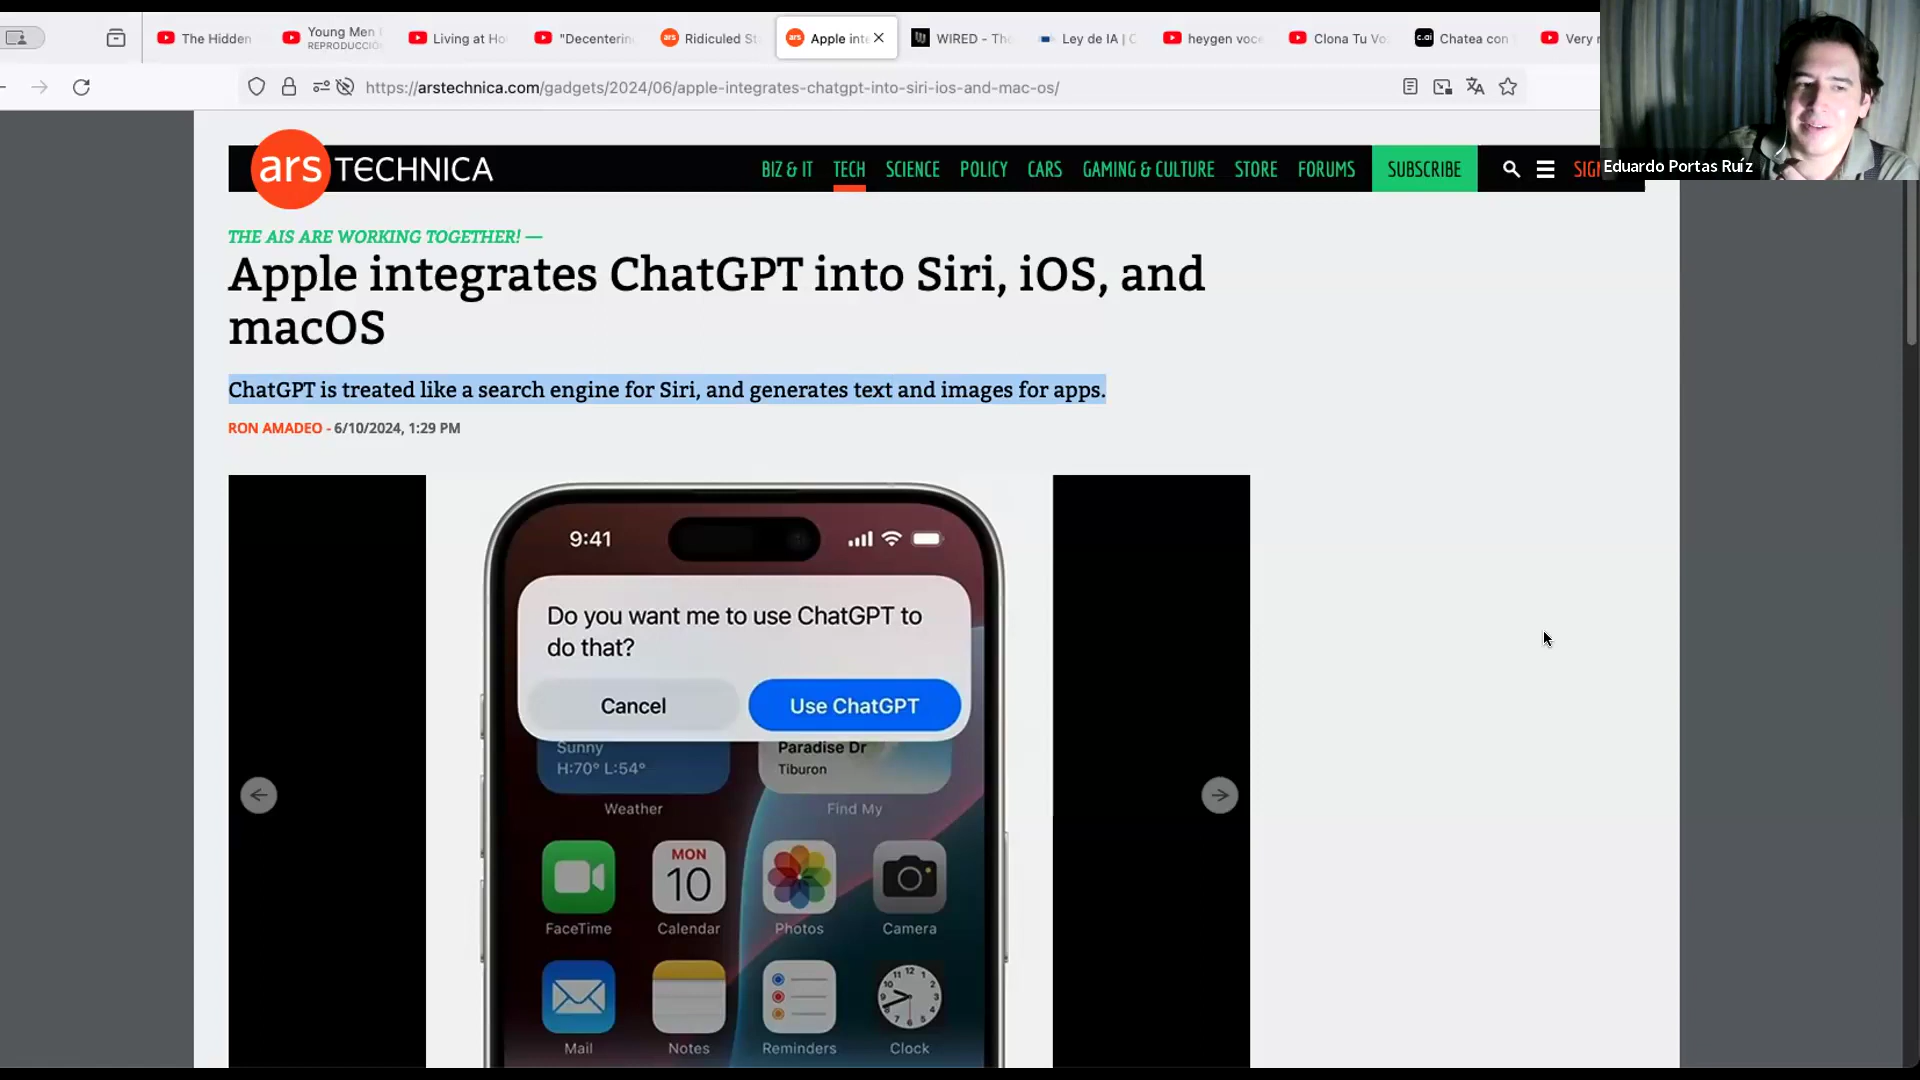 The Hidden
Young Men
REPRODUCCIÓ
Living at Ho
"Decentering
Ridiculed St
Apple int
WIRED - Th
Ley de IA | C
heygen voc
Clona Tu Vo
c.ai
Chatea con
Very
https://arstechnica.com/gadgets/2024/06/apple-integrates-chatgpt-into-siri-ios-and-mac-os/
ars TECHNICA
BIZ & IT TECH SCIENCE POLICY CARS GAMING & CULTURE STORE FORUMS SUBSCRIBE SIGN
Eduardo Portas Ruíz
THE AIS ARE WORKING TOGETHER! —
Apple integrates ChatGPT into Siri, iOS, and
macOS
ChatGPT is treated like a search engine for Siri, and generates text and images for apps.
RON AMADEO - 6/10/2024, 1:29 PM
9:41
Do you want me to use ChatGPT to
do that?
Cancel Use ChatGPT
Sunny
H:70° L:54°
Paradise Dr
Tiburon
Weather Find My
MON
10
FaceTime Calendar Photos Camera
Mail Notes Reminders Clock